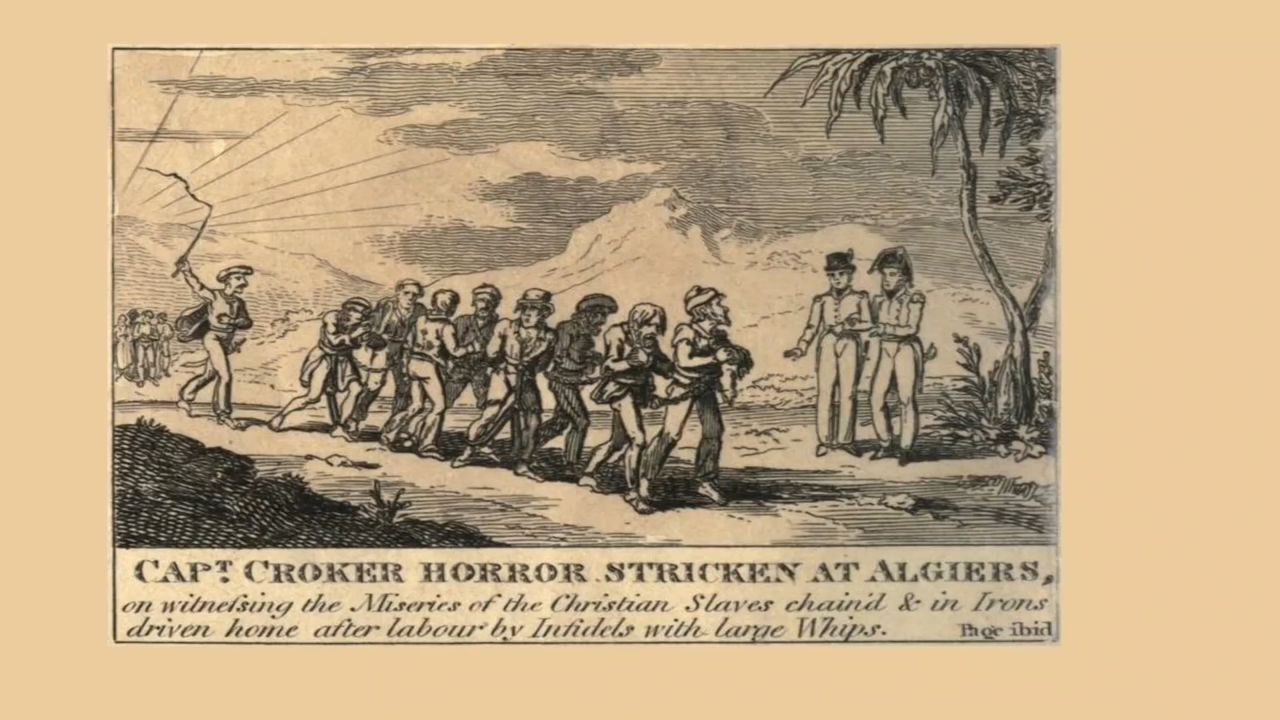 CAPT. CROKER HORROR STRICKEN AT ALGIERS,
on witneſsing the Miseries of the Christian Slaves chain'd & in Irons
driven home after labour by Infidels with large Whips.
Page ibid